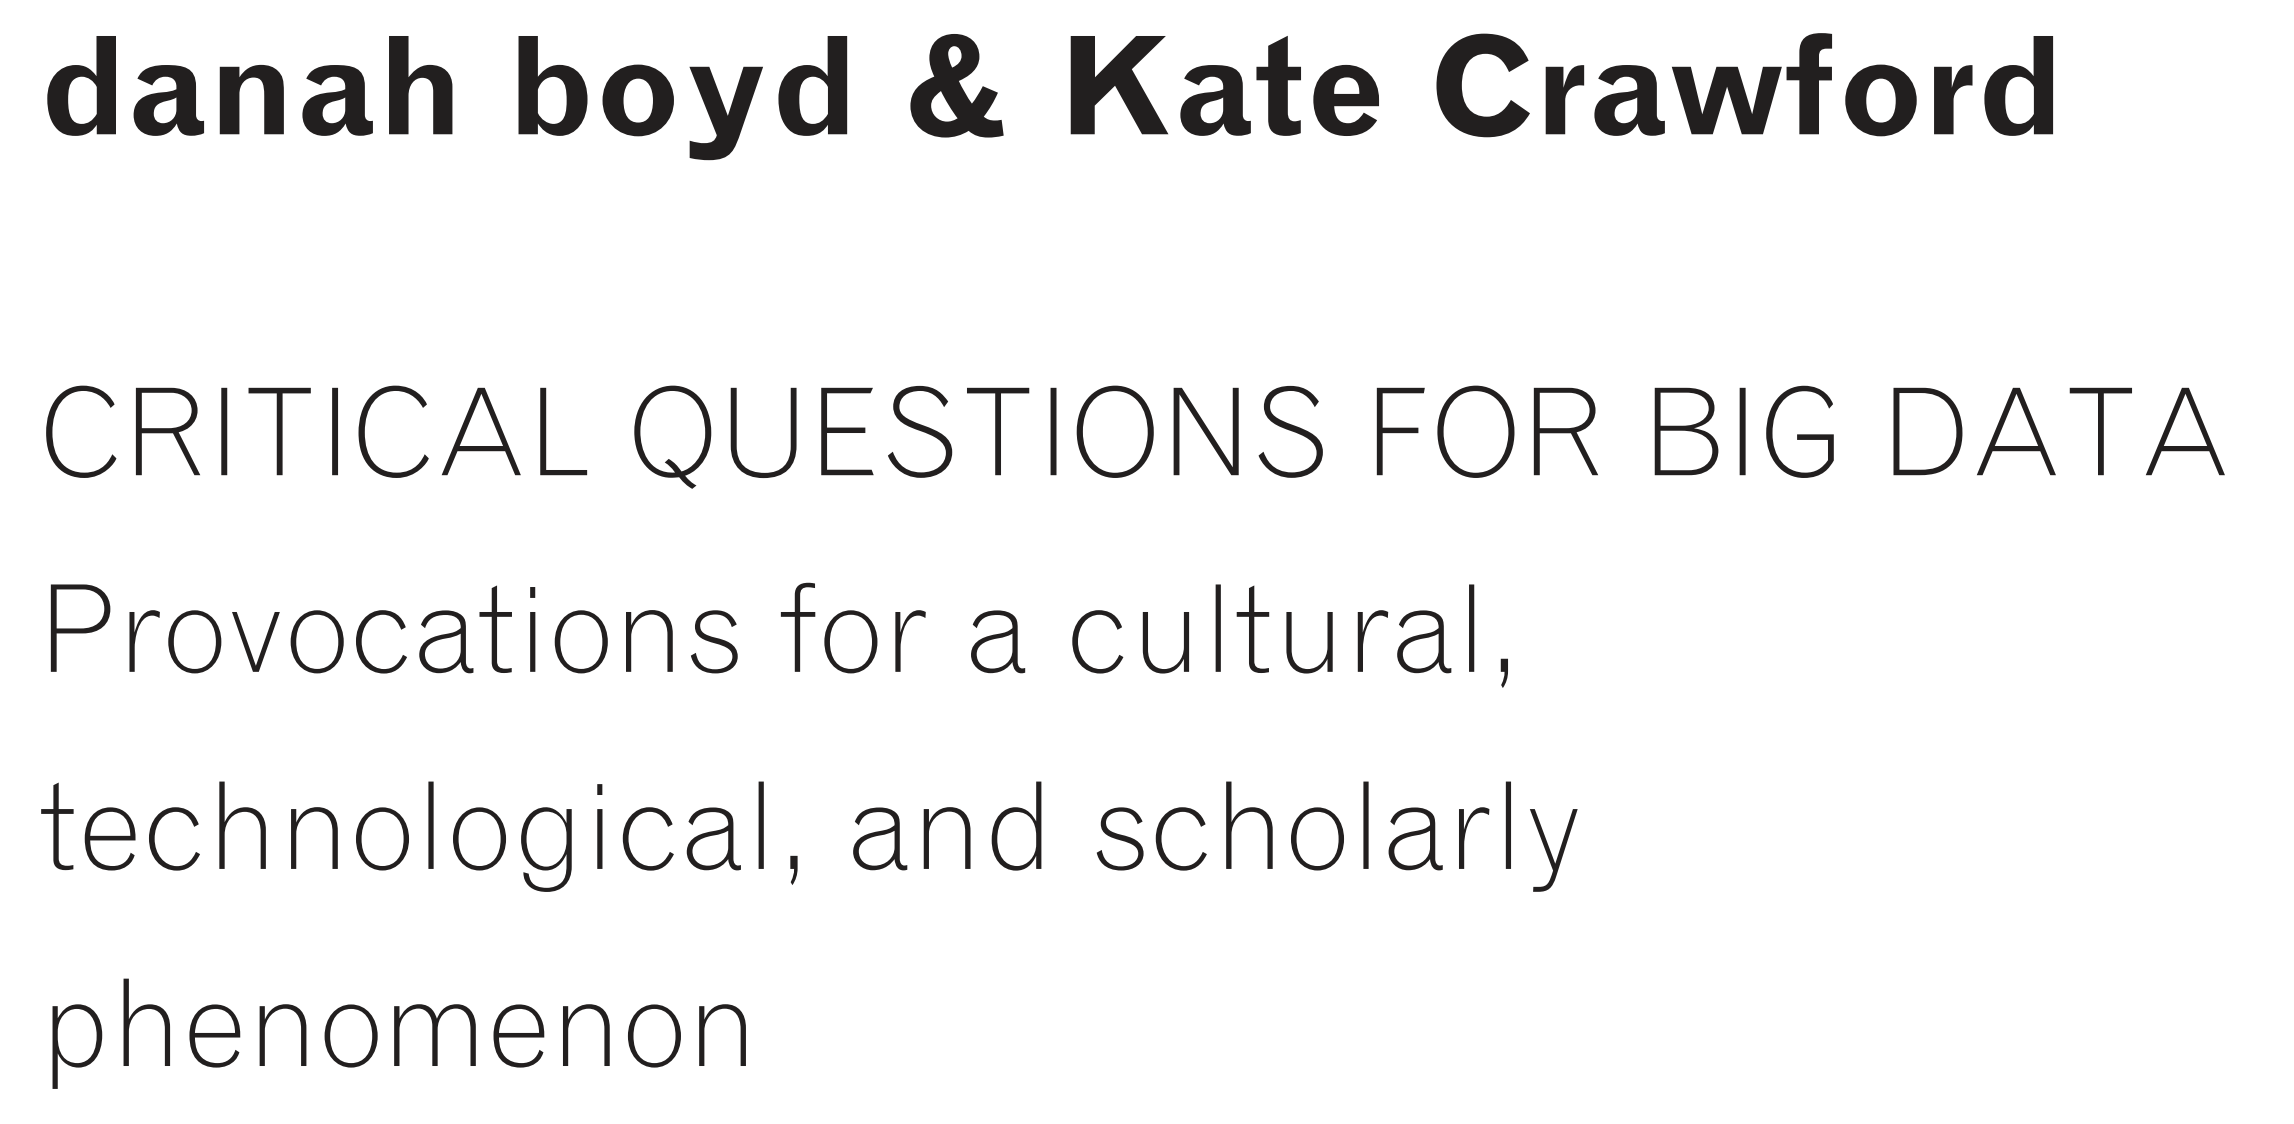 danah boyd & Kate Crawford
CRITICAL QUESTIONS FOR BIG DATA
Provocations for a cultural,
technological, and scholarly
phenomenon